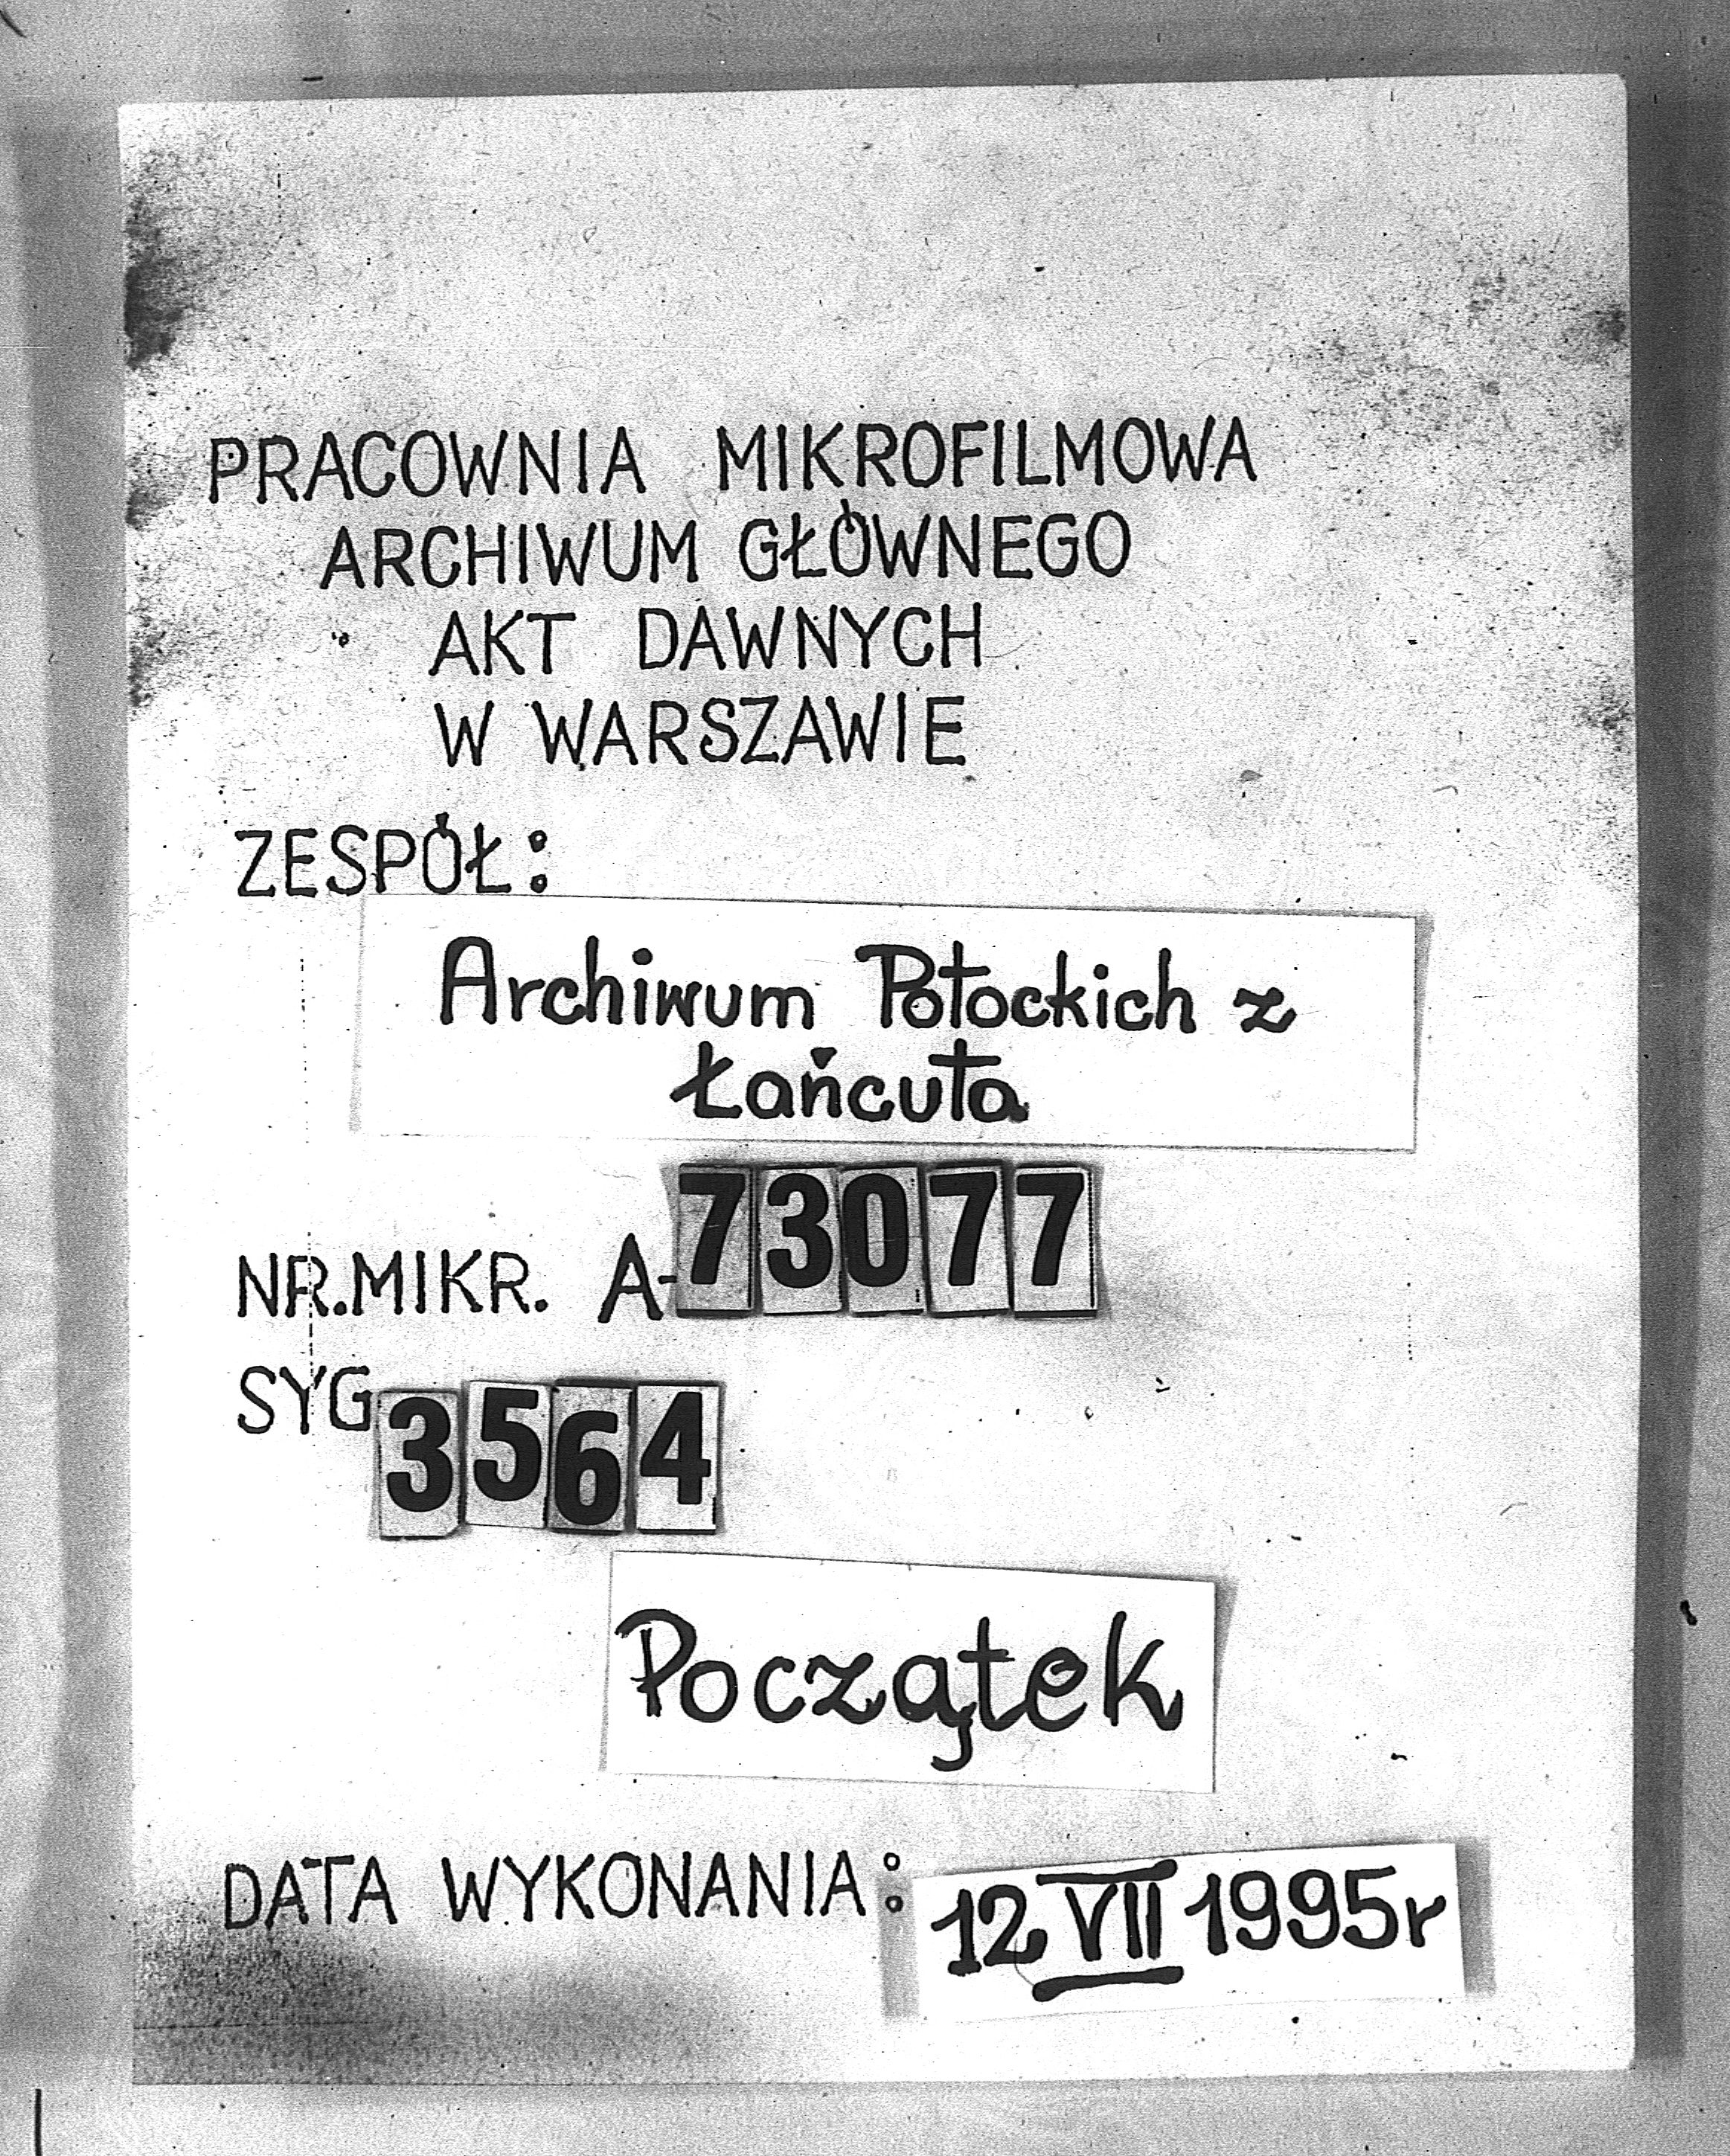 PRACOWNIA MIKROFILMOWA
ARCHIWUM GŁÓWNEGO
AKT DAWNYCH
W WARSZAWIE
ZESPÓŁ:
Archiwum Potockich z
Łańcuta
NR.MIKR. A-73077
SYG 3564
Początek
DATA WYKONANIA: 12 VII 1995r